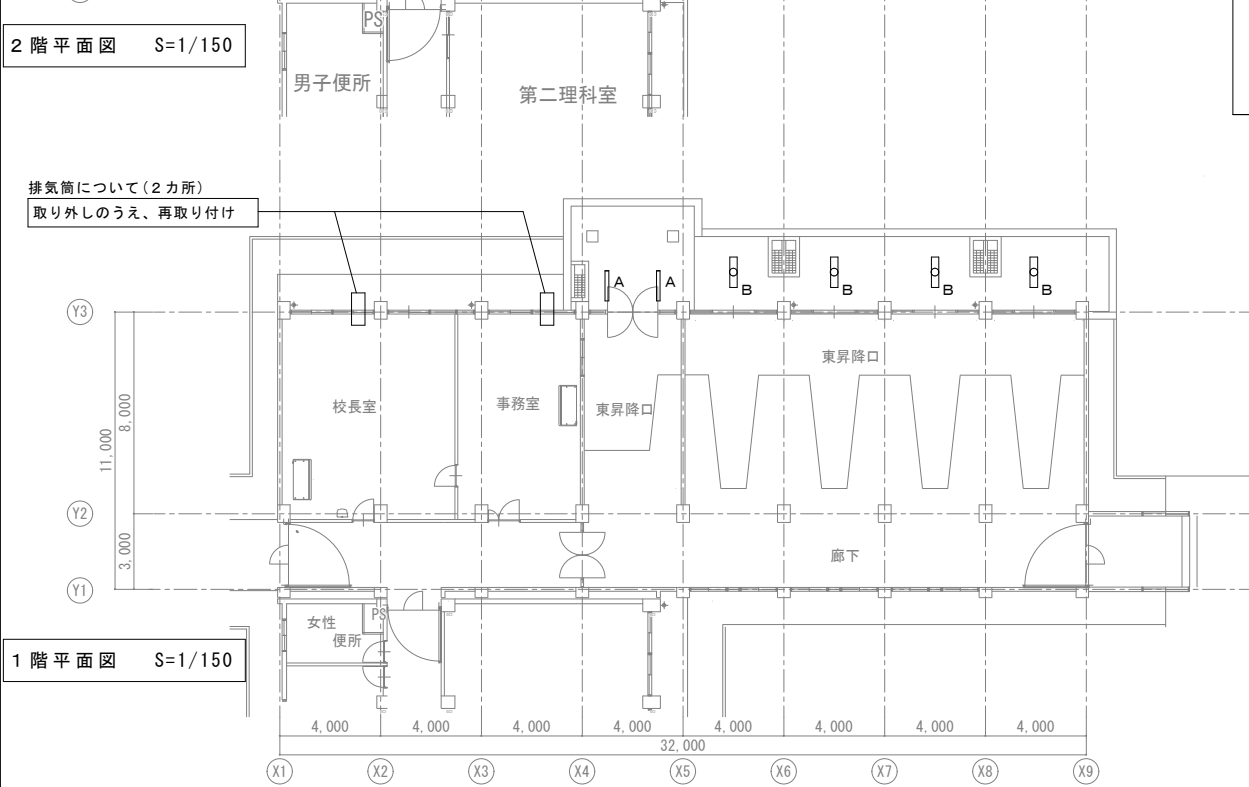 PS
2階平面図 S=1/150
男子便所
第二理科室
排気筒について(2カ所)
取り外しのうえ、再取り付け
A A
B B B B
Y3
東昇降口
校長室
事務室
東昇降口
8,000
11,000
Y2
3,000
廊下
Y1
女性
便所
PS
1階平面図 S=1/150
4,000 4,000 4,000 4,000 4,000 4,000 4,000 4,000
32,000
X1 X2 X3 X4 X5 X6 X7 X8 X9